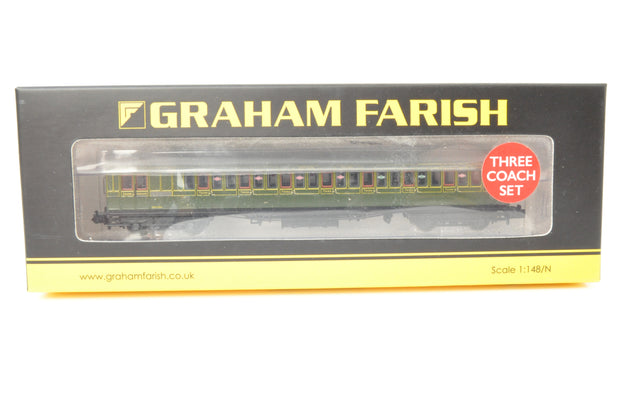 GRAHAM FARISH
THREE
COACH
SET
www.grahamfarish.co.uk
Scale 1:148/N